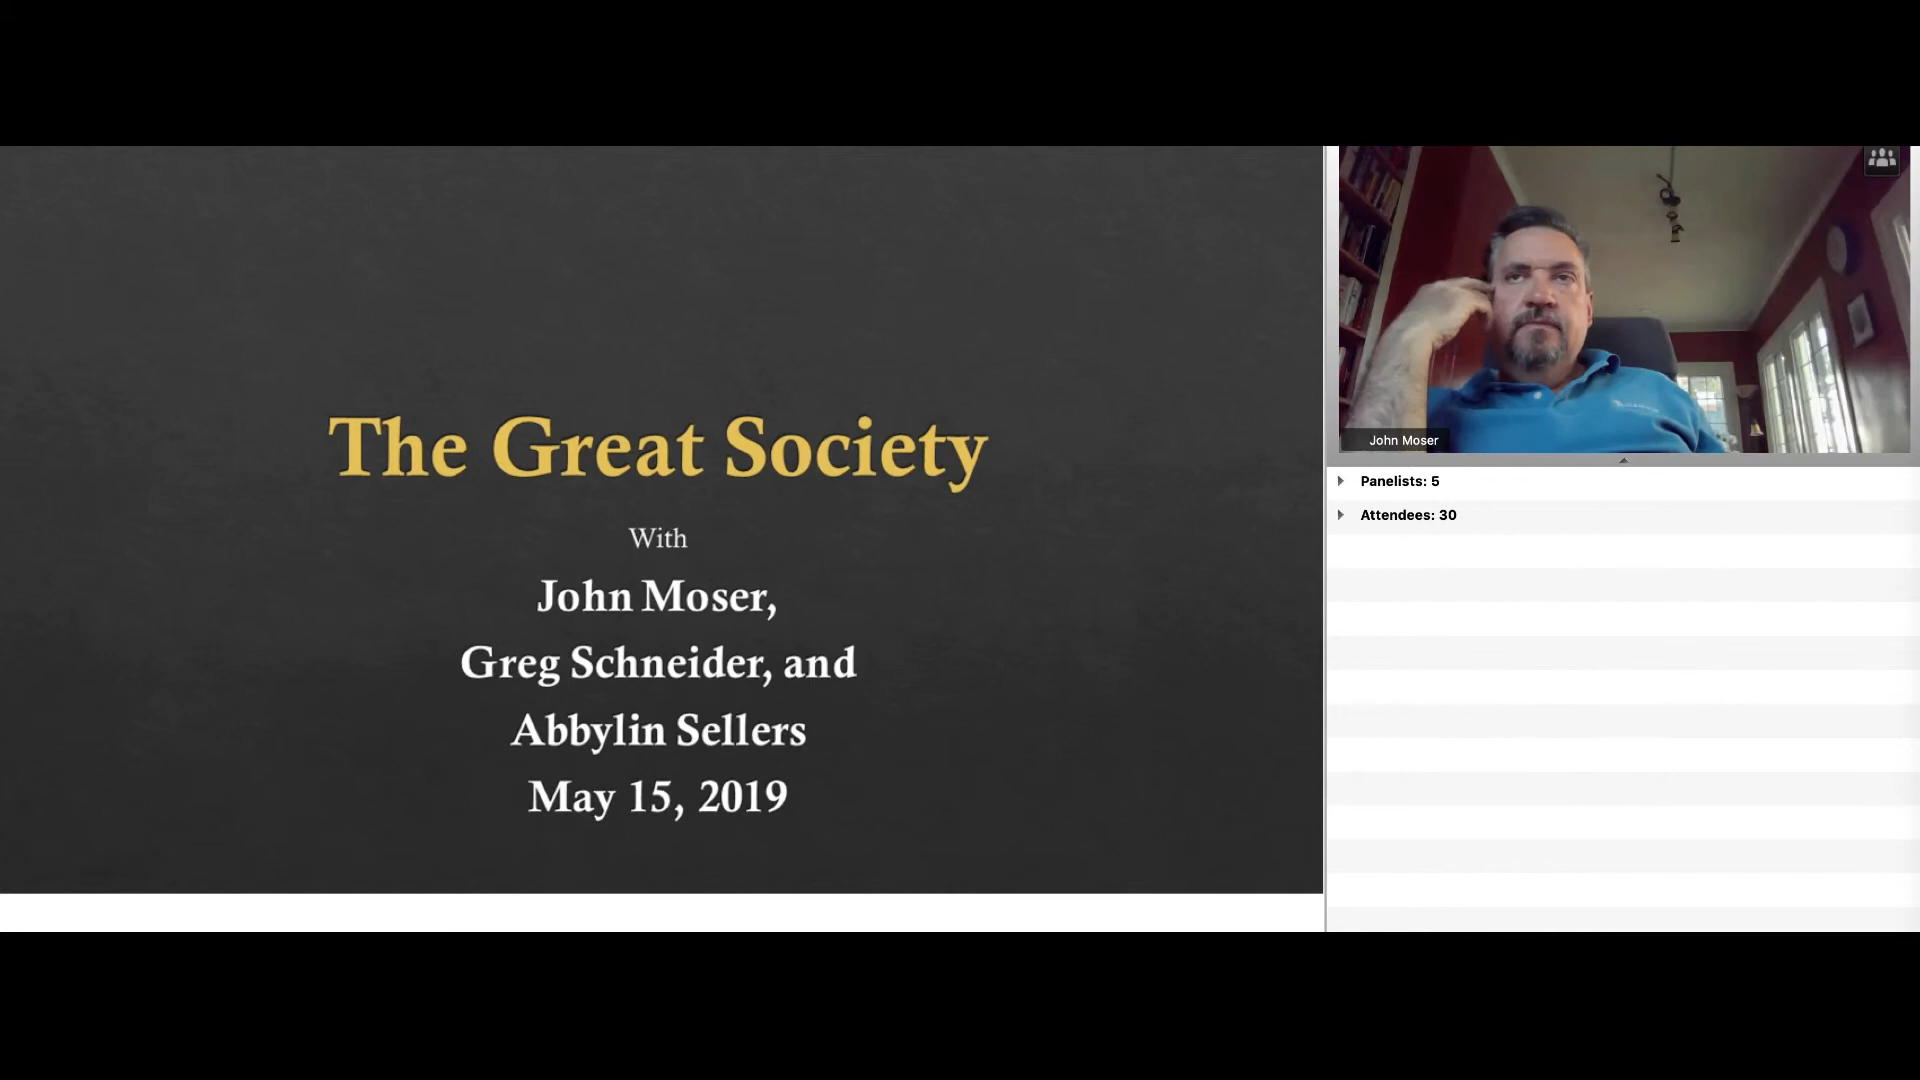 The Great Society
With
John Moser,
Greg Schneider, and
Abbylin Sellers
May 15, 2019
John Moser
Panelists: 5
Attendees: 30